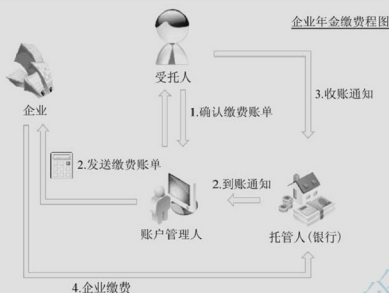 企业年金缴费程图
受托人
企业
3.收账通知
1.确认缴费账单
2.发送缴费账单
2.到账通知
账户管理人
托管人(银行)
4.企业缴费